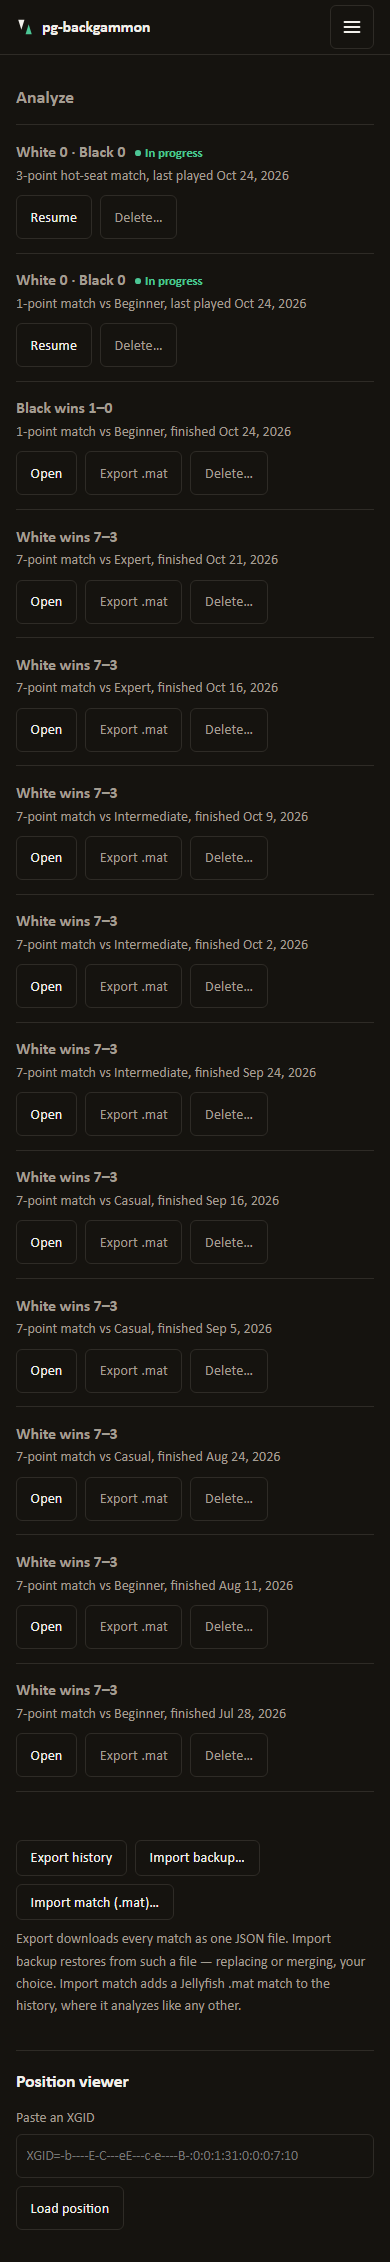 pg-backgammon
Analyze
White 0 · Black 0 In progress
3-point hot-seat match, last played Oct 24, 2026
Resume Delete...
White 0 · Black 0 In progress
1-point match vs Beginner, last played Oct 24, 2026
Resume Delete...
Black wins 1–0
1-point match vs Beginner, finished Oct 24, 2026
Open Export .mat Delete...
White wins 7–3
7-point match vs Expert, finished Oct 21, 2026
Open Export .mat Delete...
White wins 7–3
7-point match vs Expert, finished Oct 16, 2026
Open Export .mat Delete...
White wins 7–3
7-point match vs Intermediate, finished Oct 9, 2026
Open Export .mat Delete...
White wins 7–3
7-point match vs Intermediate, finished Oct 2, 2026
Open Export .mat Delete...
White wins 7–3
7-point match vs Intermediate, finished Sep 24, 2026
Open Export .mat Delete...
White wins 7–3
7-point match vs Casual, finished Sep 16, 2026
Open Export .mat Delete...
White wins 7–3
7-point match vs Casual, finished Sep 5, 2026
Open Export .mat Delete...
White wins 7–3
7-point match vs Casual, finished Aug 24, 2026
Open Export .mat Delete...
White wins 7–3
7-point match vs Beginner, finished Aug 11, 2026
Open Export .mat Delete...
White wins 7–3
7-point match vs Beginner, finished Jul 28, 2026
Open Export .mat Delete...
Export history Import backup...
Import match (.mat)...
Export downloads every match as one JSON file. Import
backup restores from such a file — replacing or merging, your
choice. Import match adds a Jellyfish .mat match to the
history, where it analyzes like any other.
Position viewer
Paste an XGID
XGID=-b----E-C---eE---c-e----B-:0:0:1:31:0:0:0:7:10
Load position